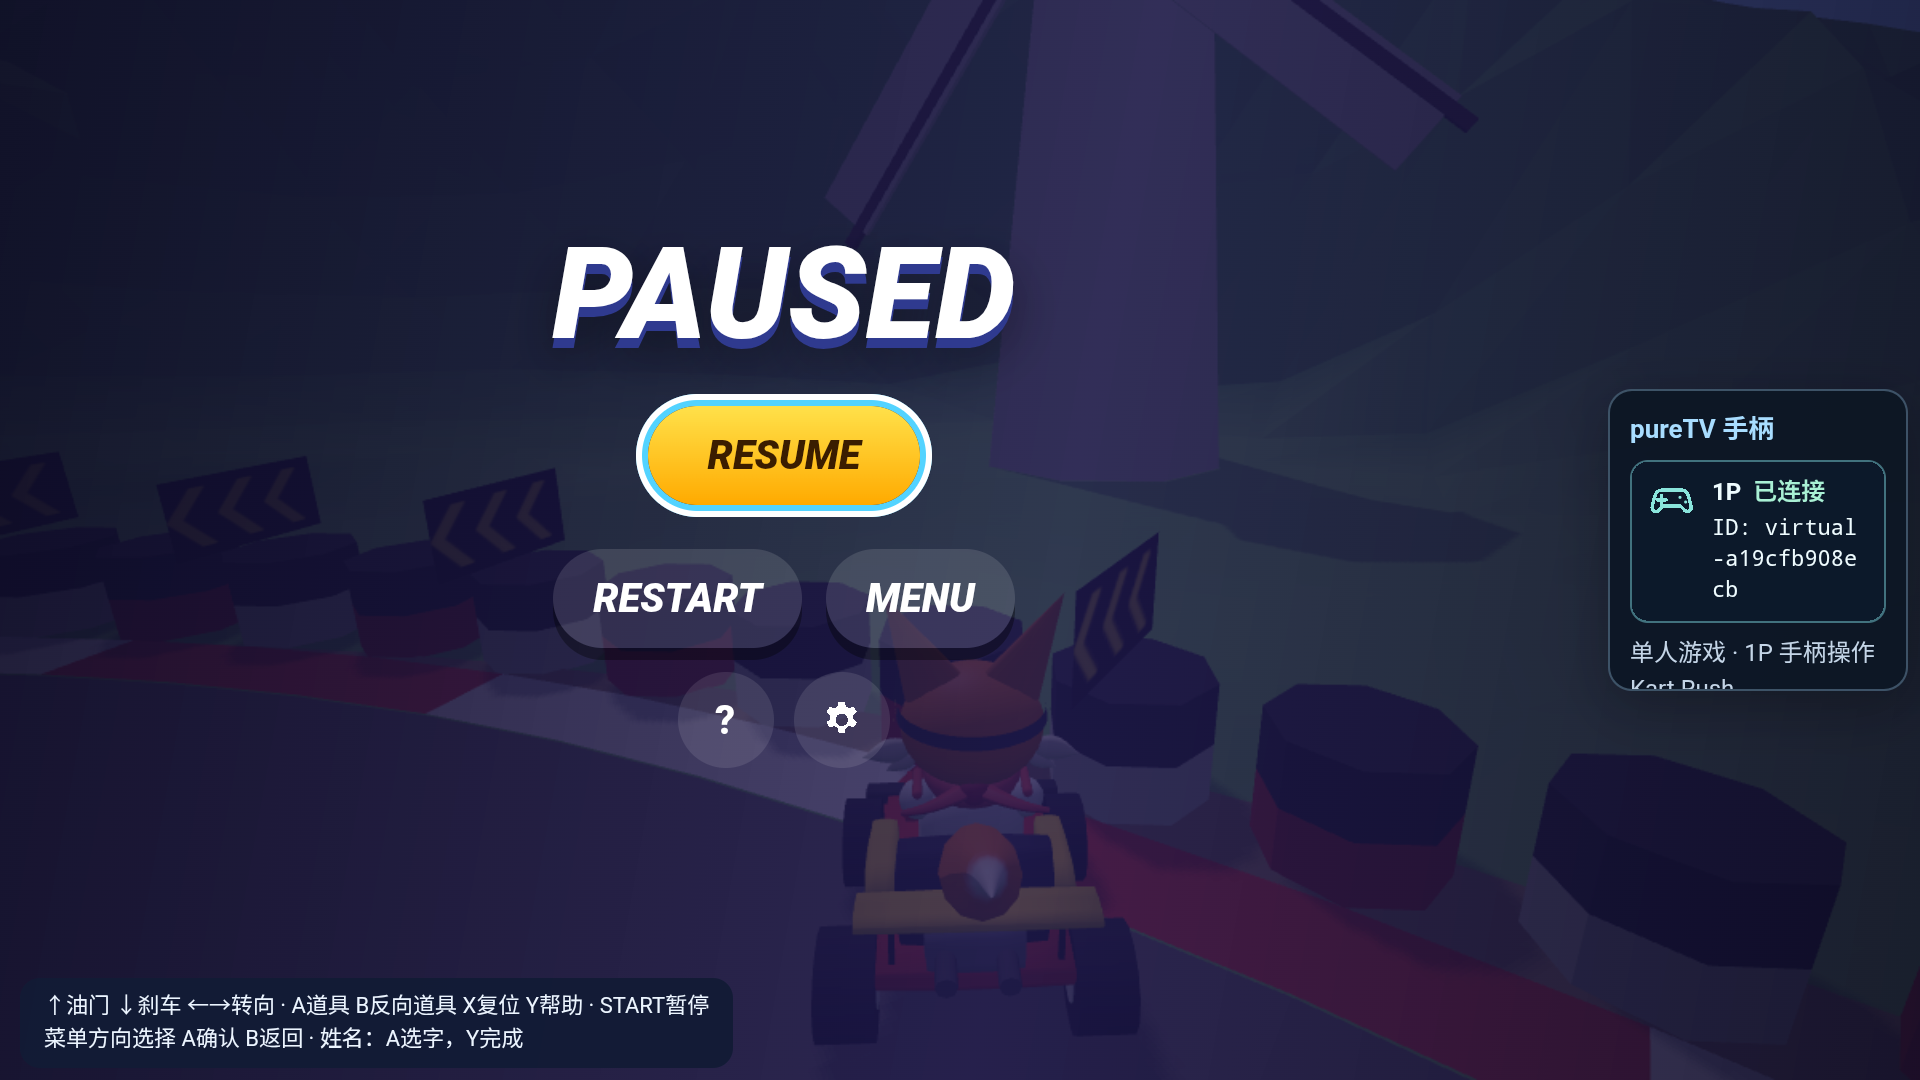 PAUSED
RESUME
RESTART
MENU
?
pureTV 手柄
1P 已连接
ID: virtual
-a19cfb908e
cb
单人游戏 · 1P 手柄操作
Kart Rush
↑油门 ↓刹车 ←→转向 · A道具 B反向道具 X复位 Y帮助 · START暂停
菜单方向选择 A确认 B返回 · 姓名：A选字，Y完成